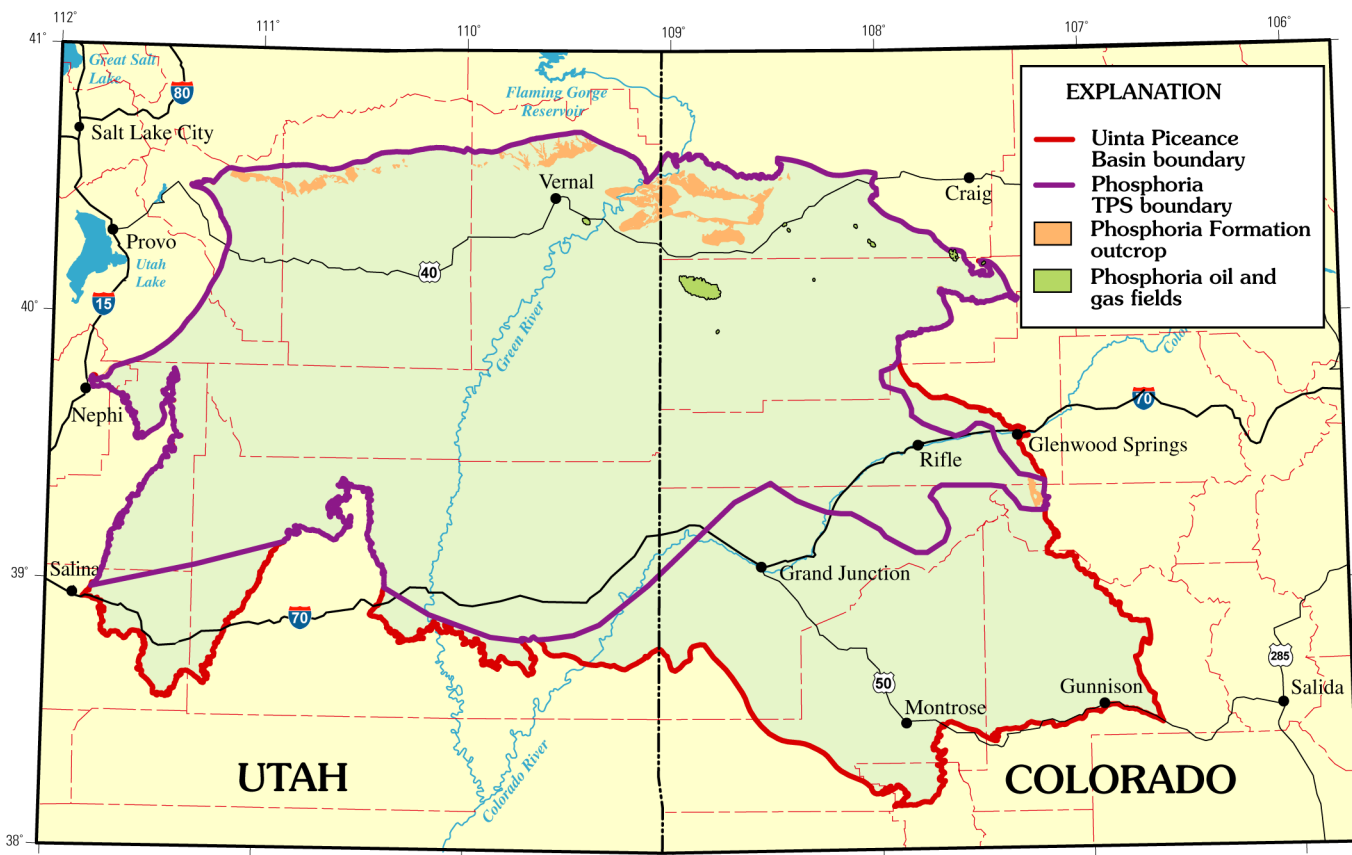 112°
111°
110°
109°
108°
107°
106°
41°
40°
39°
38°
Great Salt
Lake
80
Salt Lake City
Flaming Gorge
Reservoir
EXPLANATION
Uinta Piceance
Basin boundary
Phosphoria
TPS boundary
Phosphoria Formation
outcrop
Phosphoria oil and
gas fields
Vernal
Craig
Provo
Utah
Lake
40
15
Green River
Nephi
70
Glenwood Springs
Rifle
Salina
Grand Junction
70
50
285
Gunnison
Salida
Montrose
Colorado River
UTAH
COLORADO